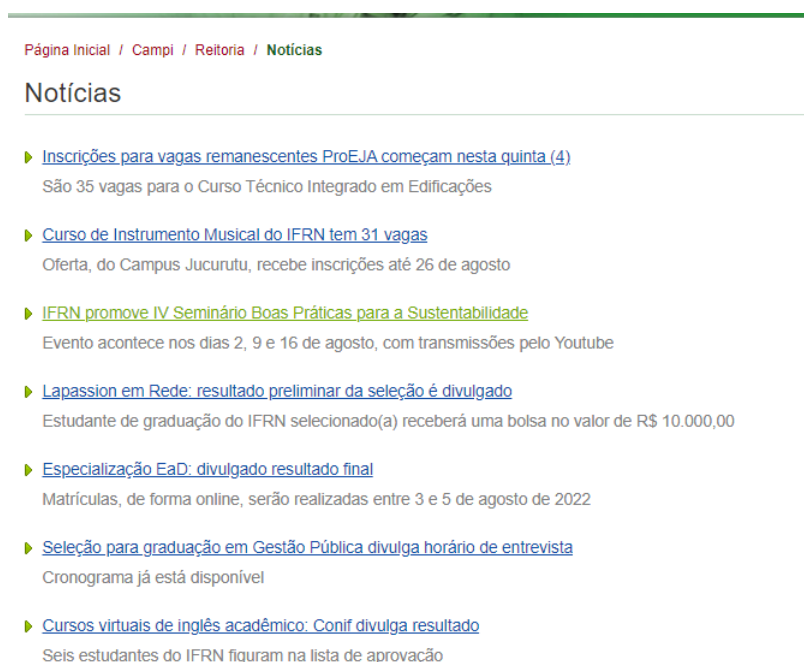 Página Inicial / Campi / Reitoria / Notícias
Notícias
Inscrições para vagas remanescentes ProEJA começam nesta quinta (4)
São 35 vagas para o Curso Técnico Integrado em Edificações
Curso de Instrumento Musical do IFRN tem 31 vagas
Oferta, do Campus Jucurutu, recebe inscrições até 26 de agosto
IFRN promove IV Seminário Boas Práticas para a Sustentabilidade
Evento acontece nos dias 2, 9 e 16 de agosto, com transmissões pelo Youtube
Lapassion em Rede: resultado preliminar da seleção é divulgado
Estudante de graduação do IFRN selecionado(a) receberá uma bolsa no valor de R$ 10.000,00
Especialização EaD: divulgado resultado final
Matrículas, de forma online, serão realizadas entre 3 e 5 de agosto de 2022
Seleção para graduação em Gestão Pública divulga horário de entrevista
Cronograma já está disponível
Cursos virtuais de inglês acadêmico: Conif divulga resultado
Seis estudantes do IFRN figuram na lista de aprovação